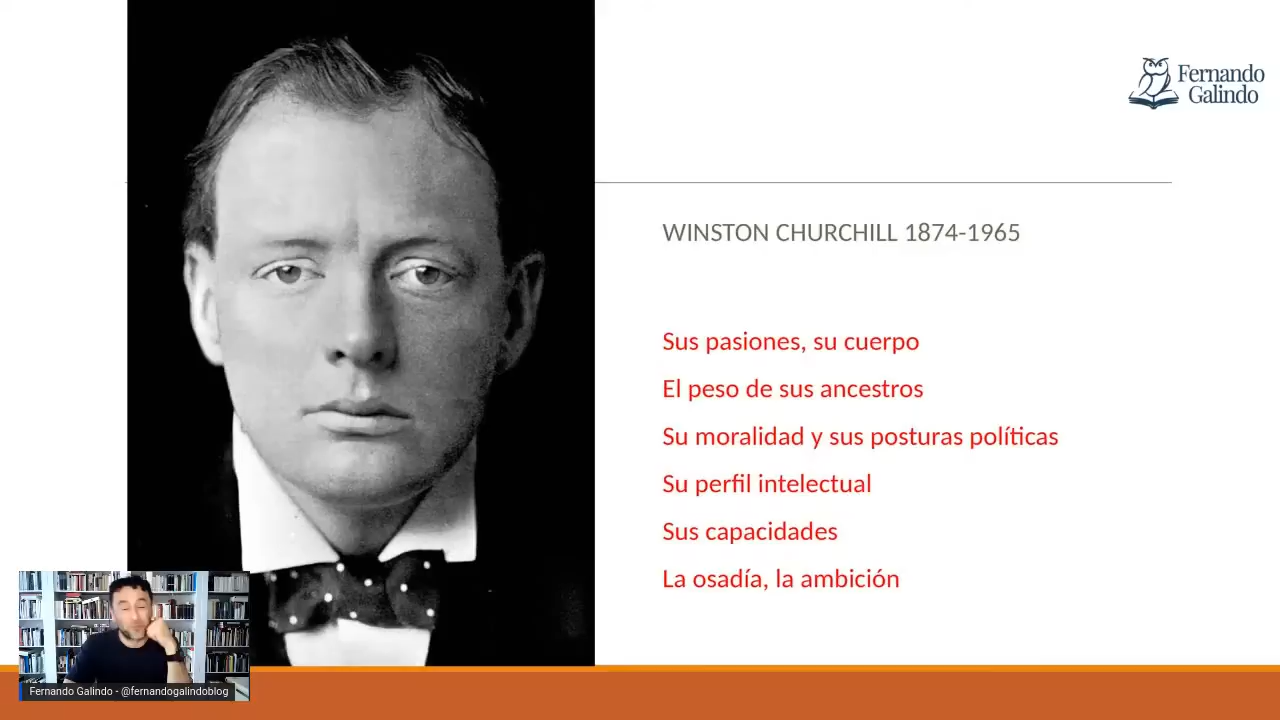 Fernando
Galindo
WINSTON CHURCHILL 1874-1965
Sus pasiones, su cuerpo
El peso de sus ancestros
Su moralidad y sus posturas políticas
Su perfil intelectual
Sus capacidades
La osadía, la ambición
Fernando Galindo - @fernandogalindoblog